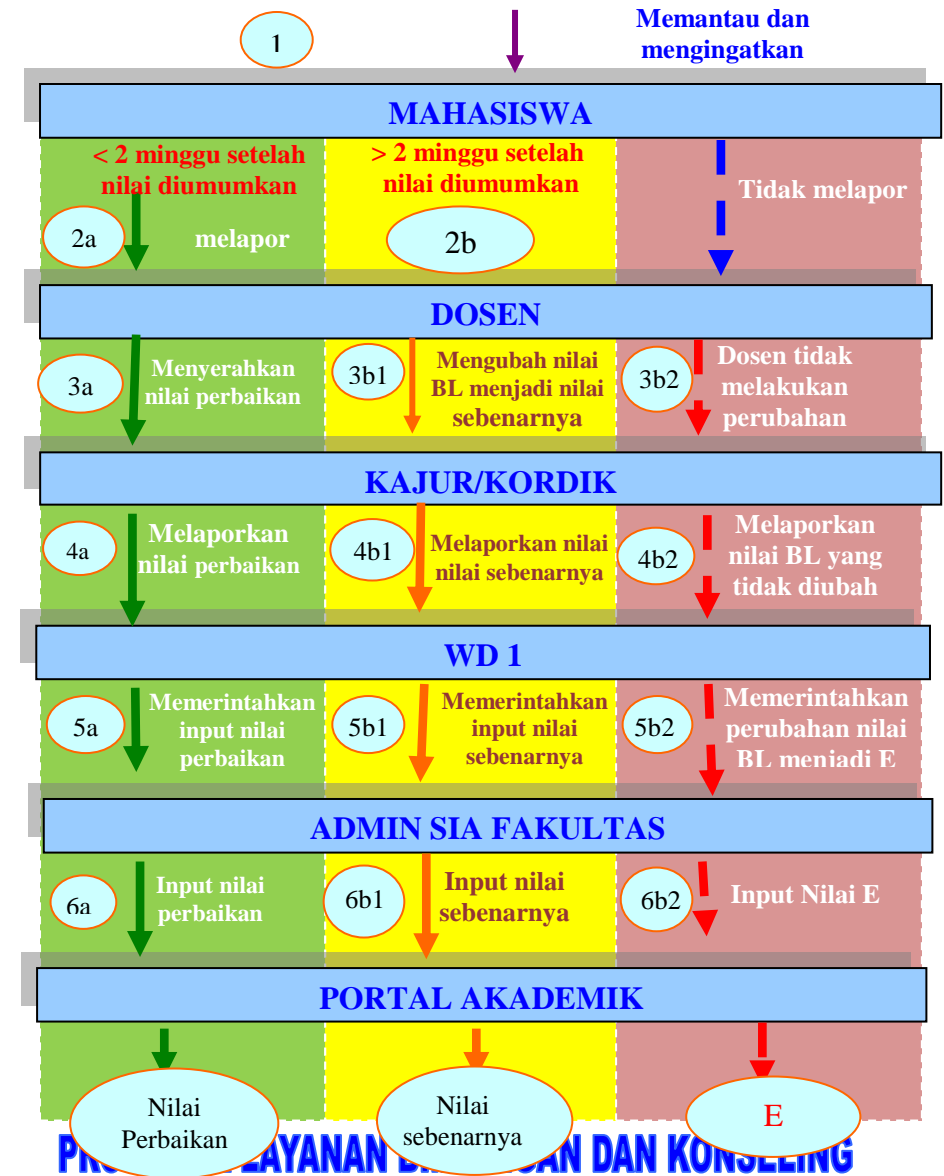 1
Memantau dan
mengingatkan
MAHASISWA
< 2 minggu setelah
nilai diumumkan
> 2 minggu setelah
nilai diumumkan
Tidak melapor
2a
melapor
2b
DOSEN
3a
Menyerahkan
nilai perbaikan
3b1
Mengubah nilai
BL menjadi nilai
sebenarnya
3b2
Dosen tidak
melakukan
perubahan
KAJUR/KORDIK
4a
Melaporkan
nilai perbaikan
4b1
Melaporkan nilai
nilai sebenarnya
4b2
Melaporkan
nilai BL yang
tidak diubah
WD 1
5a
Memerintahkan
input nilai
perbaikan
5b1
Memerintahkan
input nilai
sebenarnya
5b2
Memerintahkan
perubahan nilai
BL menjadi E
ADMIN SIA FAKULTAS
6a
Input nilai
perbaikan
6b1
Input nilai
sebenarnya
6b2
Input Nilai E
PORTAL AKADEMIK
Nilai
Perbaikan
Nilai
sebenarnya
E
DAN KONSELING